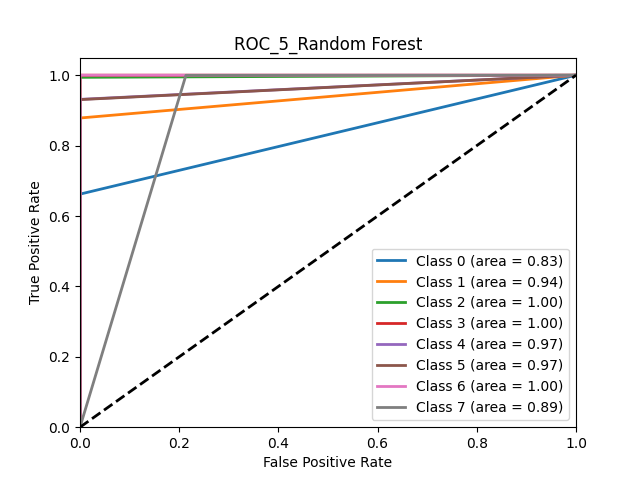 ROC_5_Random Forest
True Positive Rate
1.0
0.8
0.6
0.4
0.2
0.0
Class 0 (area = 0.83)
Class 1 (area = 0.94)
Class 2 (area = 1.00)
Class 3 (area = 1.00)
Class 4 (area = 0.97)
Class 5 (area = 0.97)
Class 6 (area = 1.00)
Class 7 (area = 0.89)
0.0 0.2 0.4 0.6 0.8 1.0
False Positive Rate